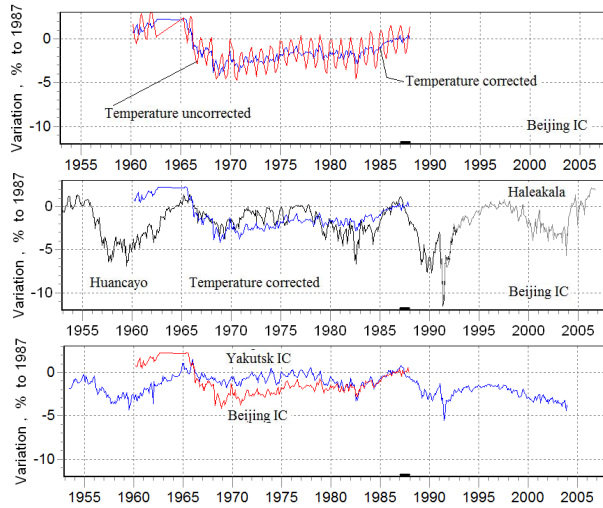 Variation , % to 1987
0
-5
-10
Temperature corrected
Temperature uncorrected
Beijing IC
1955 1960 1965 1970 1975 1980 1985 1990 1995 2000 2005
Variation , % to 1987
0
-5
-10
Haleakala
Huancayo
Temperature corrected
Beijing IC
1955 1960 1965 1970 1975 1980 1985 1990 1995 2000 2005
Variation , % to 1987
0
-5
-10
Yakutsk IC
Beijing IC
1955 1960 1965 1970 1975 1980 1985 1990 1995 2000 2005